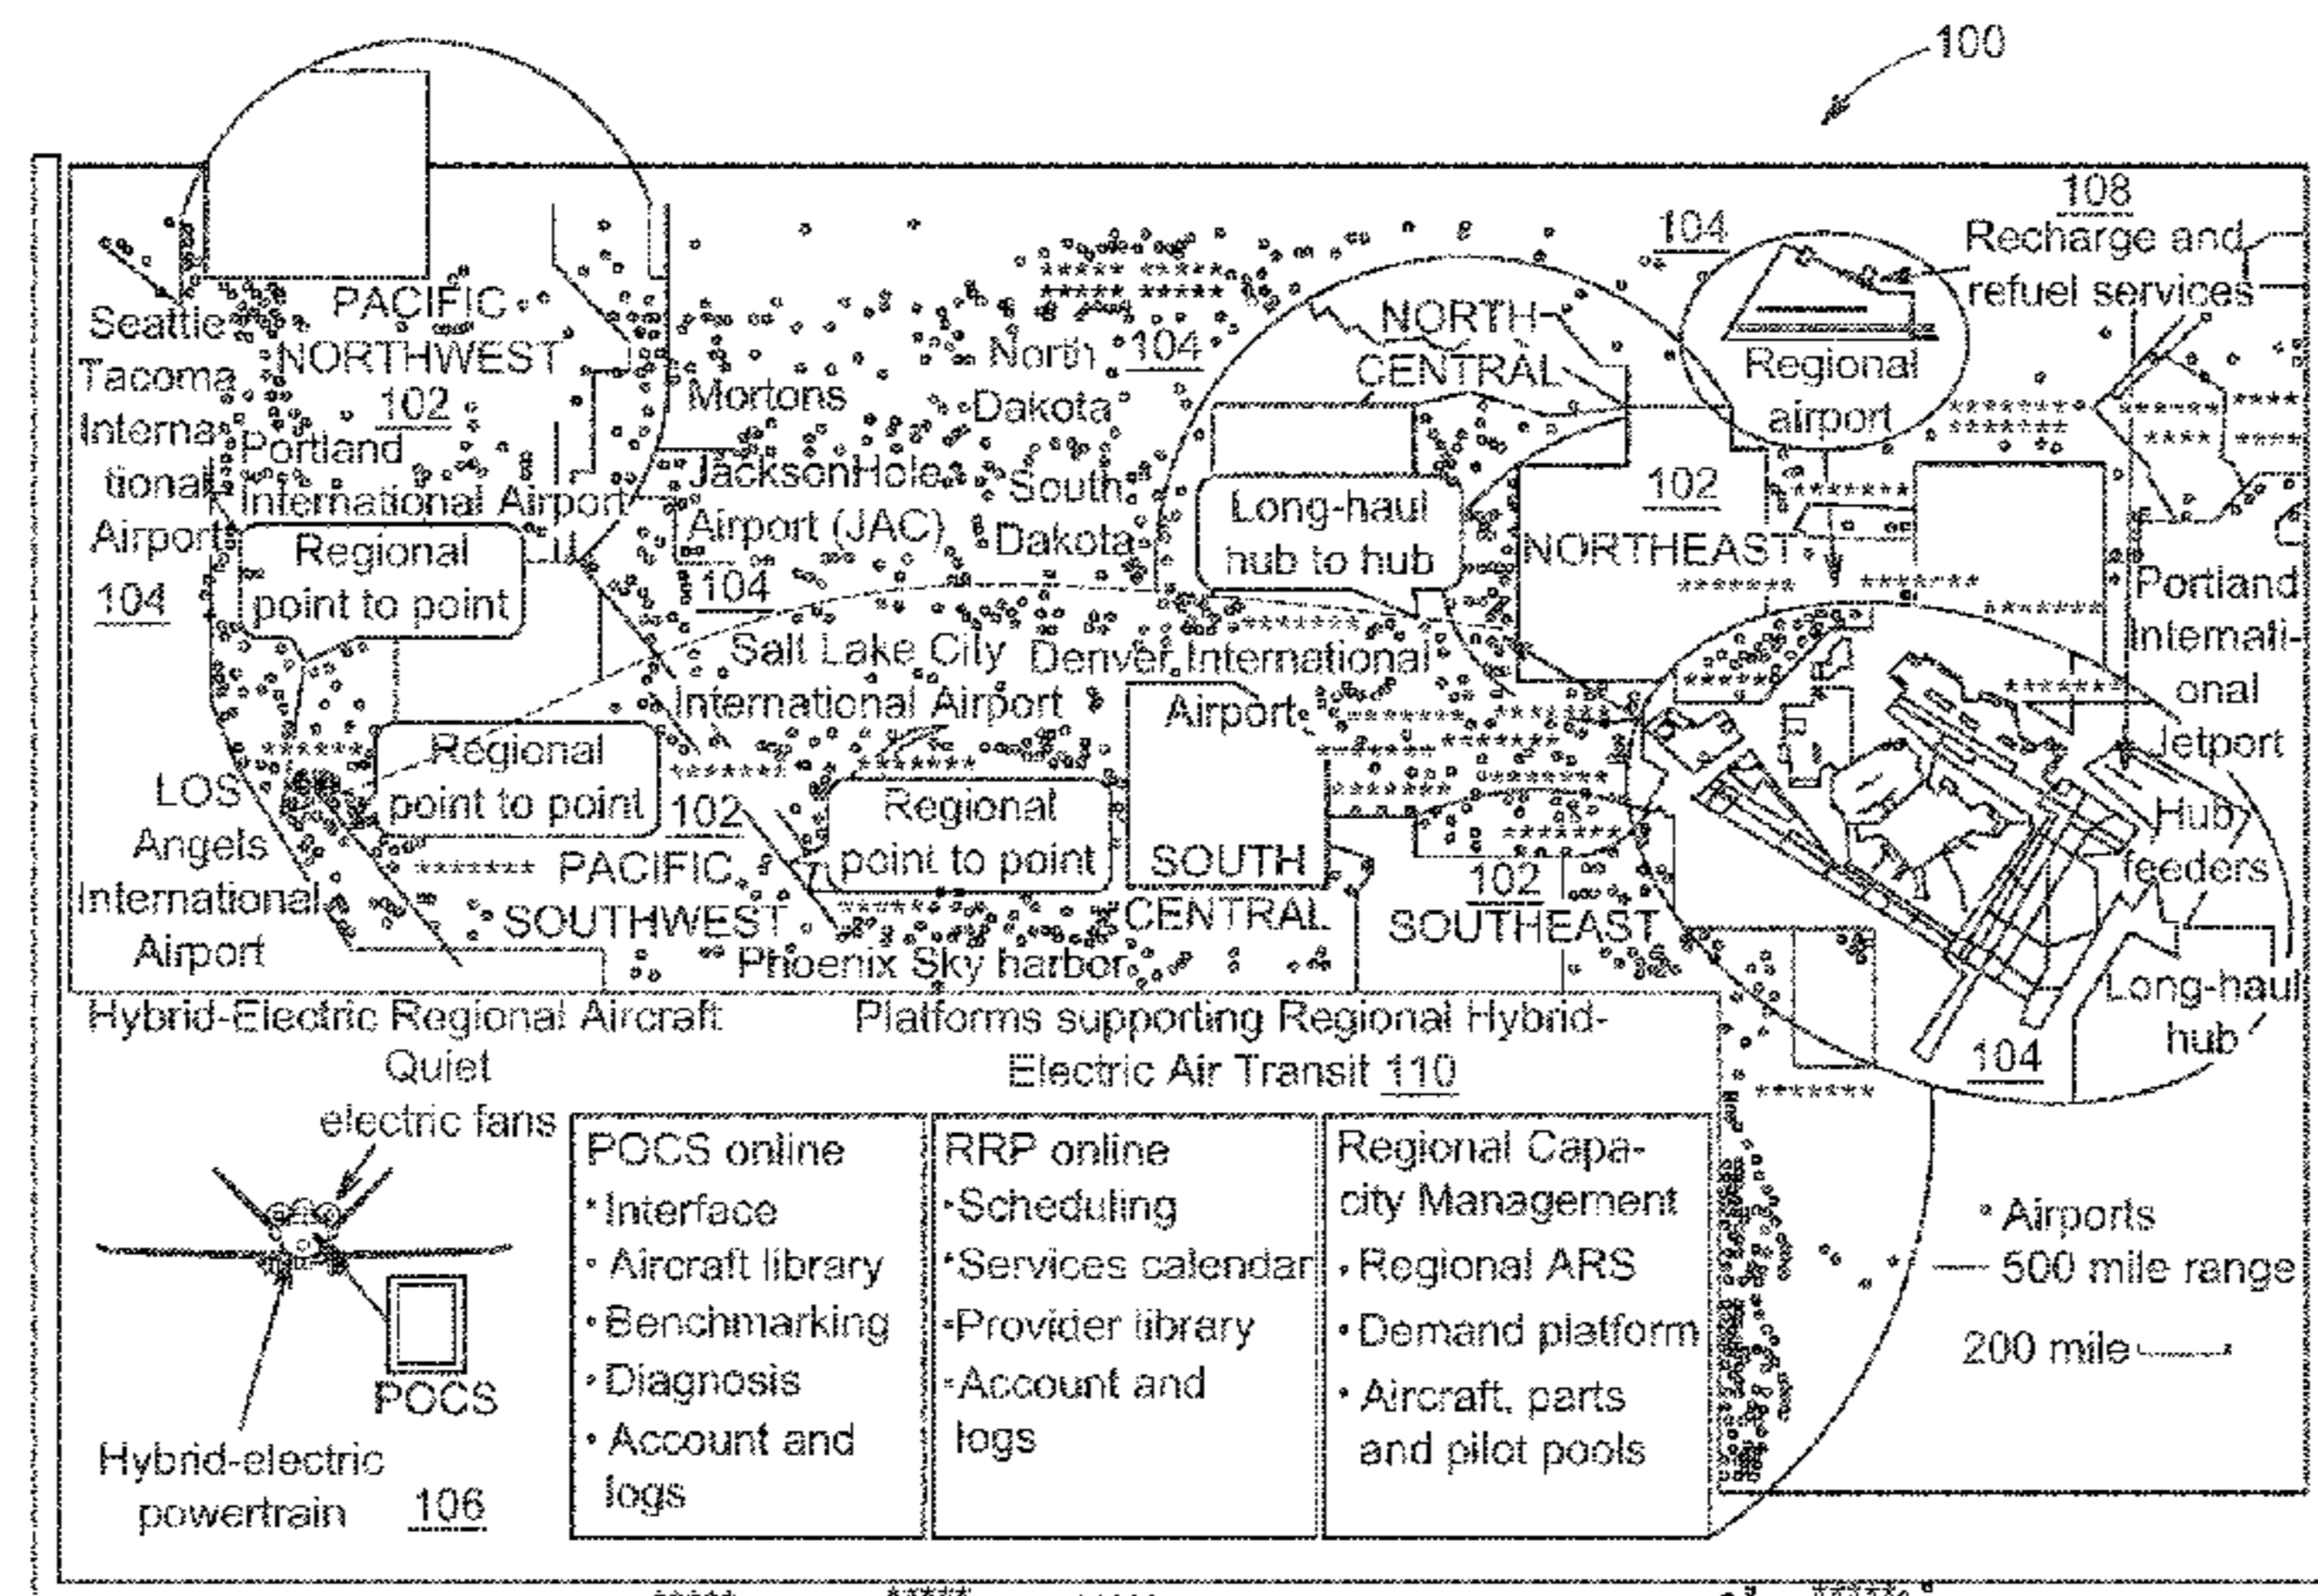 100
108
104
Recharge and
refuel services
PACIFIC
NORTHWEST
102
Seattle
Tacoma
Interna-
tional
Airport
104
Portland
International Airport
Regional
point to point
Mortons
JacksonHole
Airport (JAC)
104
North
Dakota
104
South
Dakota
NORTH
CENTRAL
Long-haul
hub to hub
102
NORTHEAST
Regional
airport
Portland
Internati-
onal
Jetport
Salt Lake City
International Airport
Denver International
Airport
Regional
point to point
102
Regional
point to point
LOS
Angels
International
Airport
PACIFIC
SOUTHWEST
Phoenix Sky harbor
SOUTH
CENTRAL
102
SOUTHEAST
Hub
feeders
Long-haul
hub
104
Hybrid-Electric Regional Aircraft
Quiet
electric fans
POCS
Hybrid-electric
powertrain
106
Platforms supporting Regional Hybrid-
Electric Air Transit 110
POCS online
• Interface
• Aircraft library
• Benchmarking
• Diagnosis
• Account and
logs
RRP online
• Scheduling
• Services calendar
• Provider library
• Account and
logs
Regional Capa-
city Management
• Regional ARS
• Demand platform
• Aircraft, parts
and pilot pools
Airports
500 mile range
200 mile